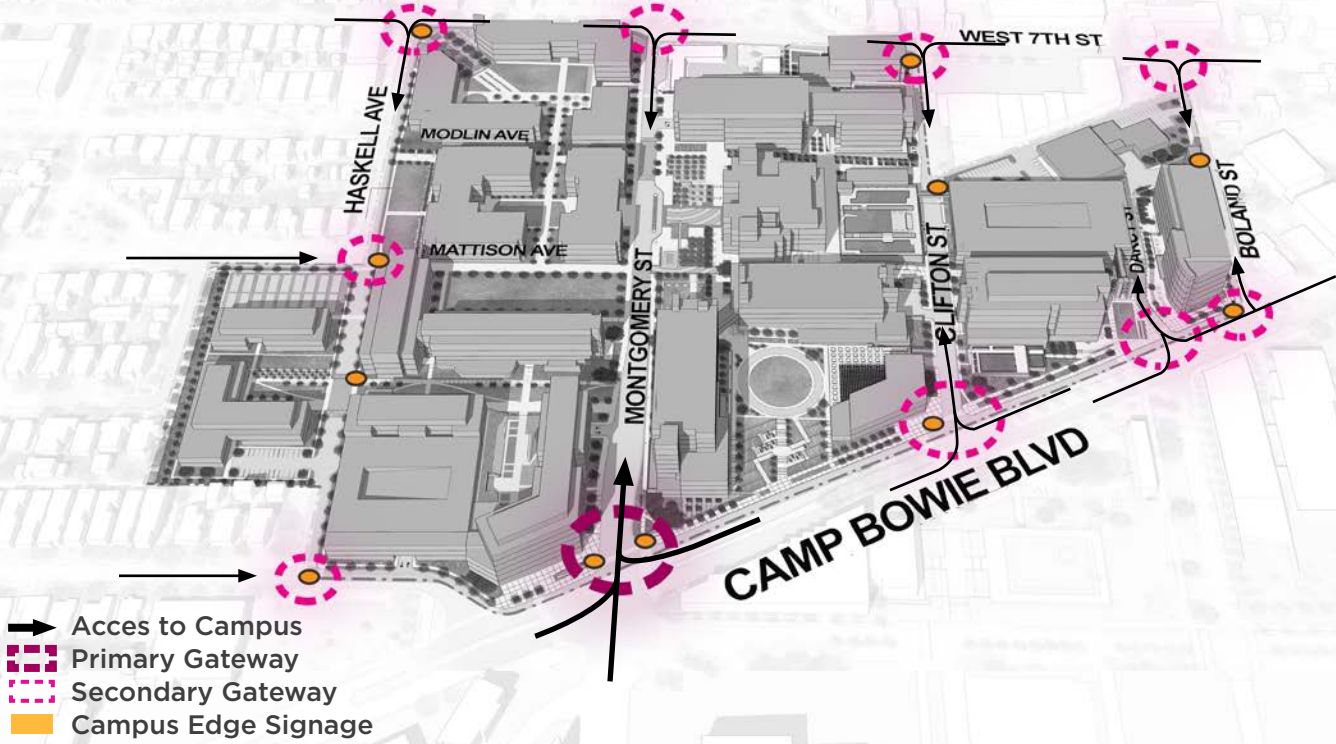 WEST 7TH ST
HASKELL AVE
MODLIN AVE
MATTISON AVE
MONTGOMERY ST
CLIFTON ST
DAROT ST
BOLAND ST
CAMP BOWIE BLVD
Acces to Campus
Primary Gateway
Secondary Gateway
Campus Edge Signage